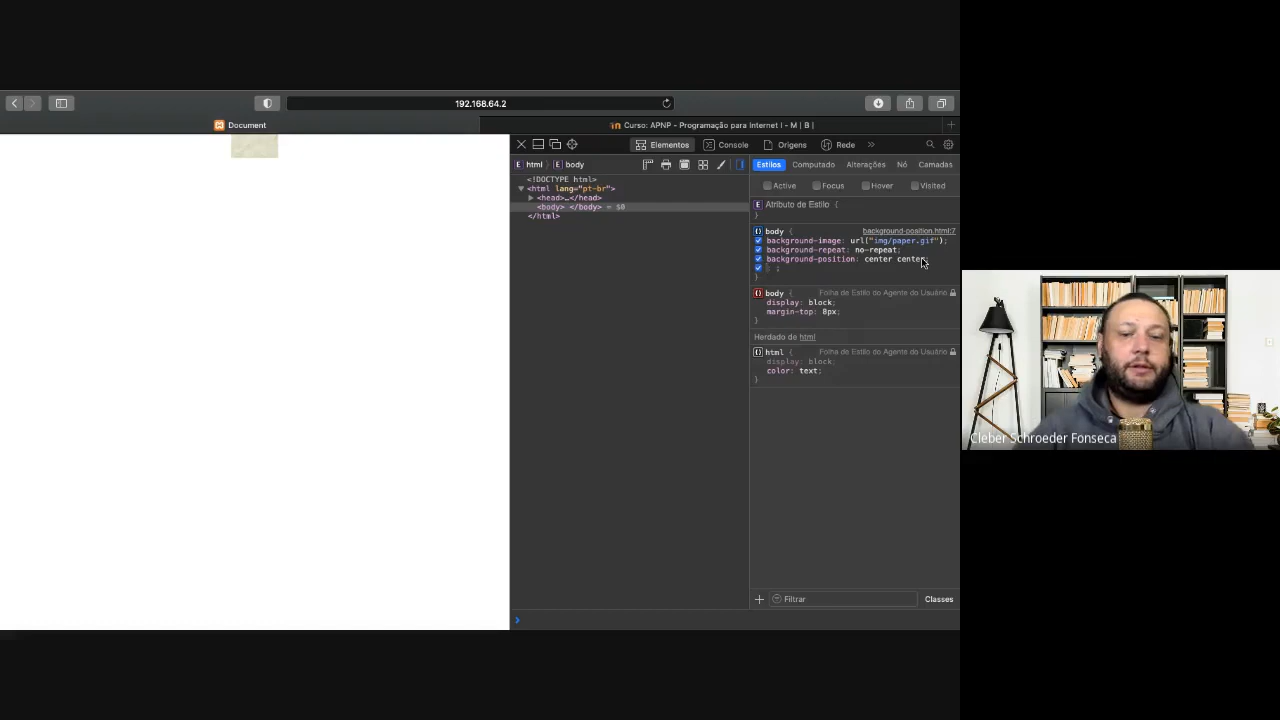 192.168.64.2
Document
Curso: APNP - Programação para Internet I - M | B |
Elementos
Console
Origens
Rede
html
body
Estilos
Computado
Alterações
Nó
Camadas
Active
Focus
Hover
Visited
<!DOCTYPE html>
<html lang="pt-br">
<head>…</head>
<body> </body> = $0
</html>
Atributo de Estilo {
}
body { background-position.html:7
background-image: url("img/paper.gif");
background-repeat: no-repeat;
background-position: center center;
;
}
body { Folha de Estilo do Agente do Usuário
display: block;
margin-top: 8px;
}
Herdado de html
html { Folha de Estilo do Agente do Usuário
display: block;
color: text;
}
Filtrar
Classes
Cleber Schroeder Fonseca